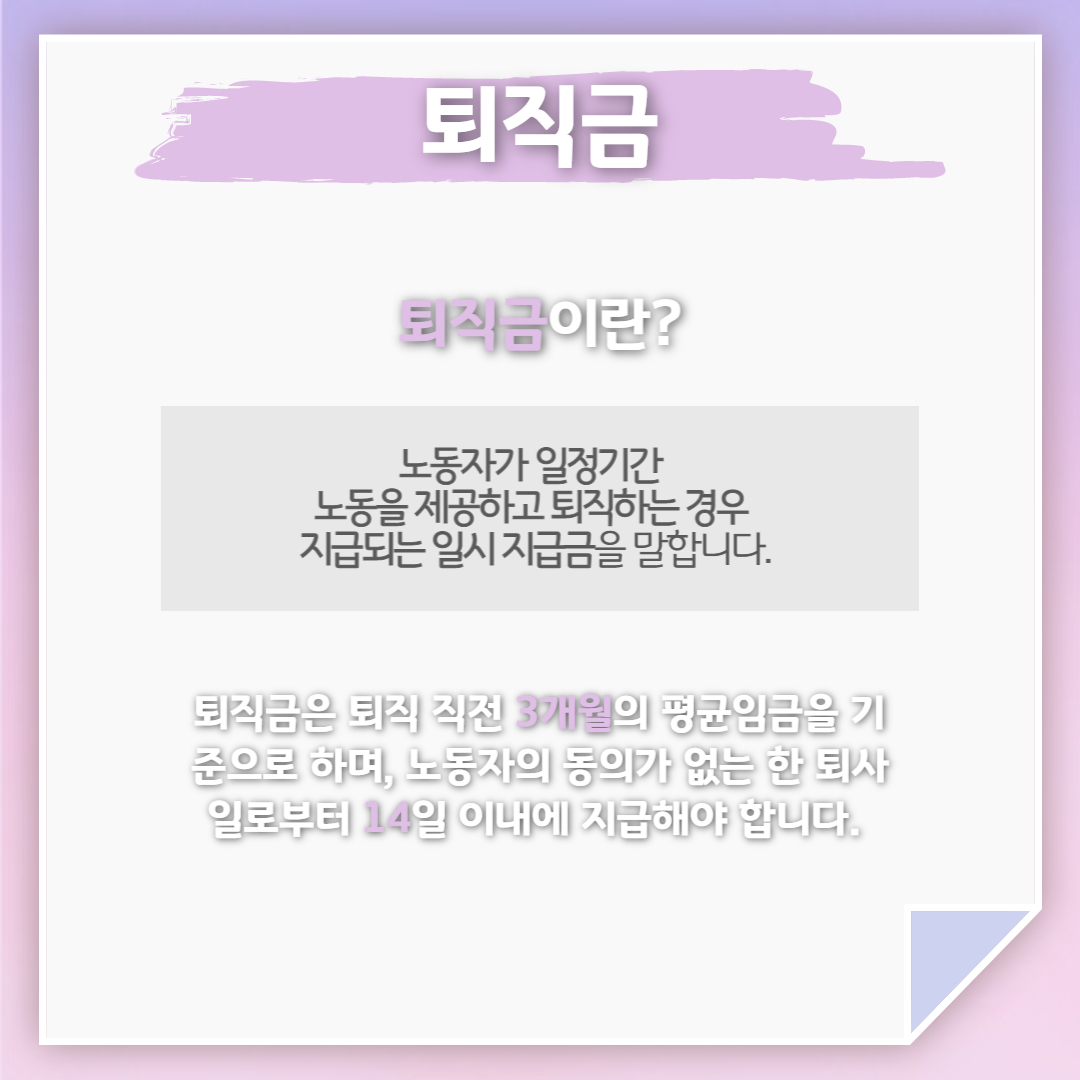 퇴직금
퇴직금이란?
노동자가 일정기간
노동을 제공하고 퇴직하는 경우
지급되는 일시 지급금을 말합니다.
퇴직금은 퇴직 직전 3개월의 평균임금을 기
준으로 하며, 노동자의 동의가 없는 한 퇴사
일로부터 14일 이내에 지급해야 합니다.